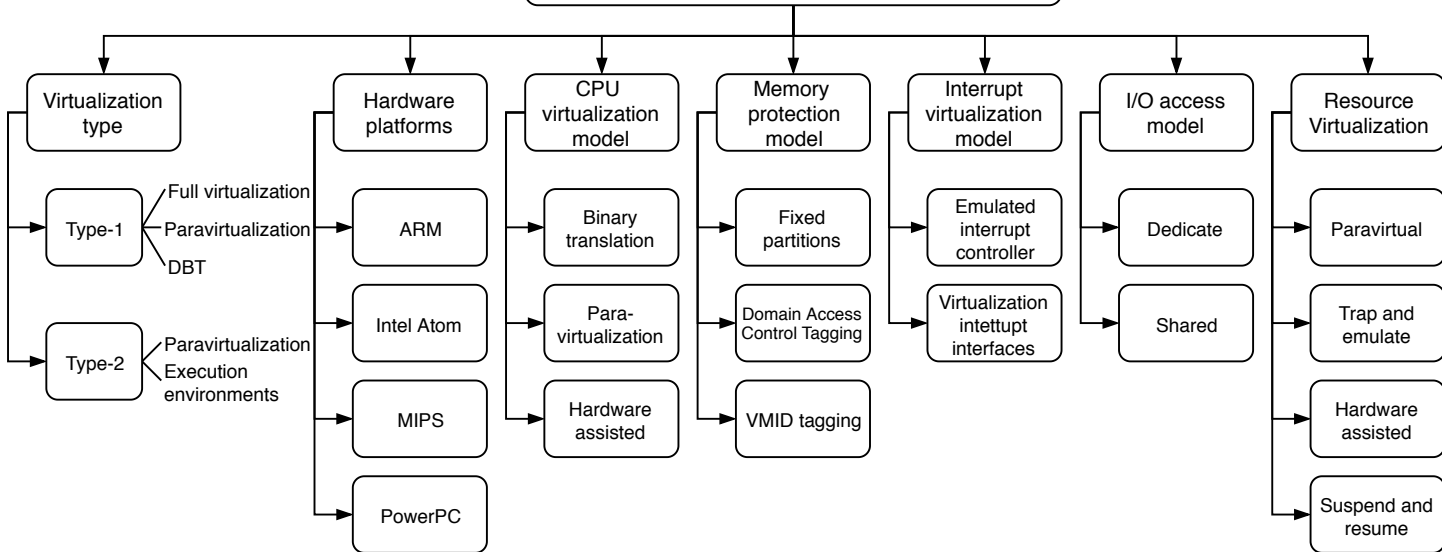 Virtualization
type
Hardware
platforms
CPU
virtualization
model
Memory
protection
model
Interrupt
virtualization
model
I/O access
model
Resource
Virtualization
Type-1
Full virtualization
Paravirtualization
DBT
Type-2
Paravirtualization
Execution
environments
ARM
Intel Atom
MIPS
PowerPC
Binary
translation
Para-
virtualization
Hardware
assisted
Fixed
partitions
Domain Access
Control Tagging
VMID tagging
Emulated
interrupt
controller
Virtualization
intettupt
interfaces
Dedicate
Shared
Paravirtual
Trap and
emulate
Hardware
assisted
Suspend and
resume